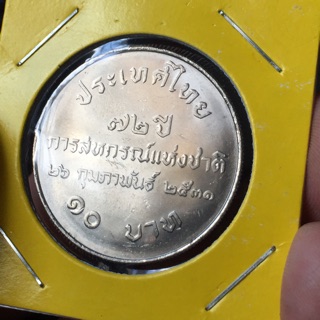 ประเทศไทย
๗๒ ปี
การสหกรณ์แห่งชาติ
๒๖ กุมภาพันธ์ ๒๕๓๑
๑๐ บาท